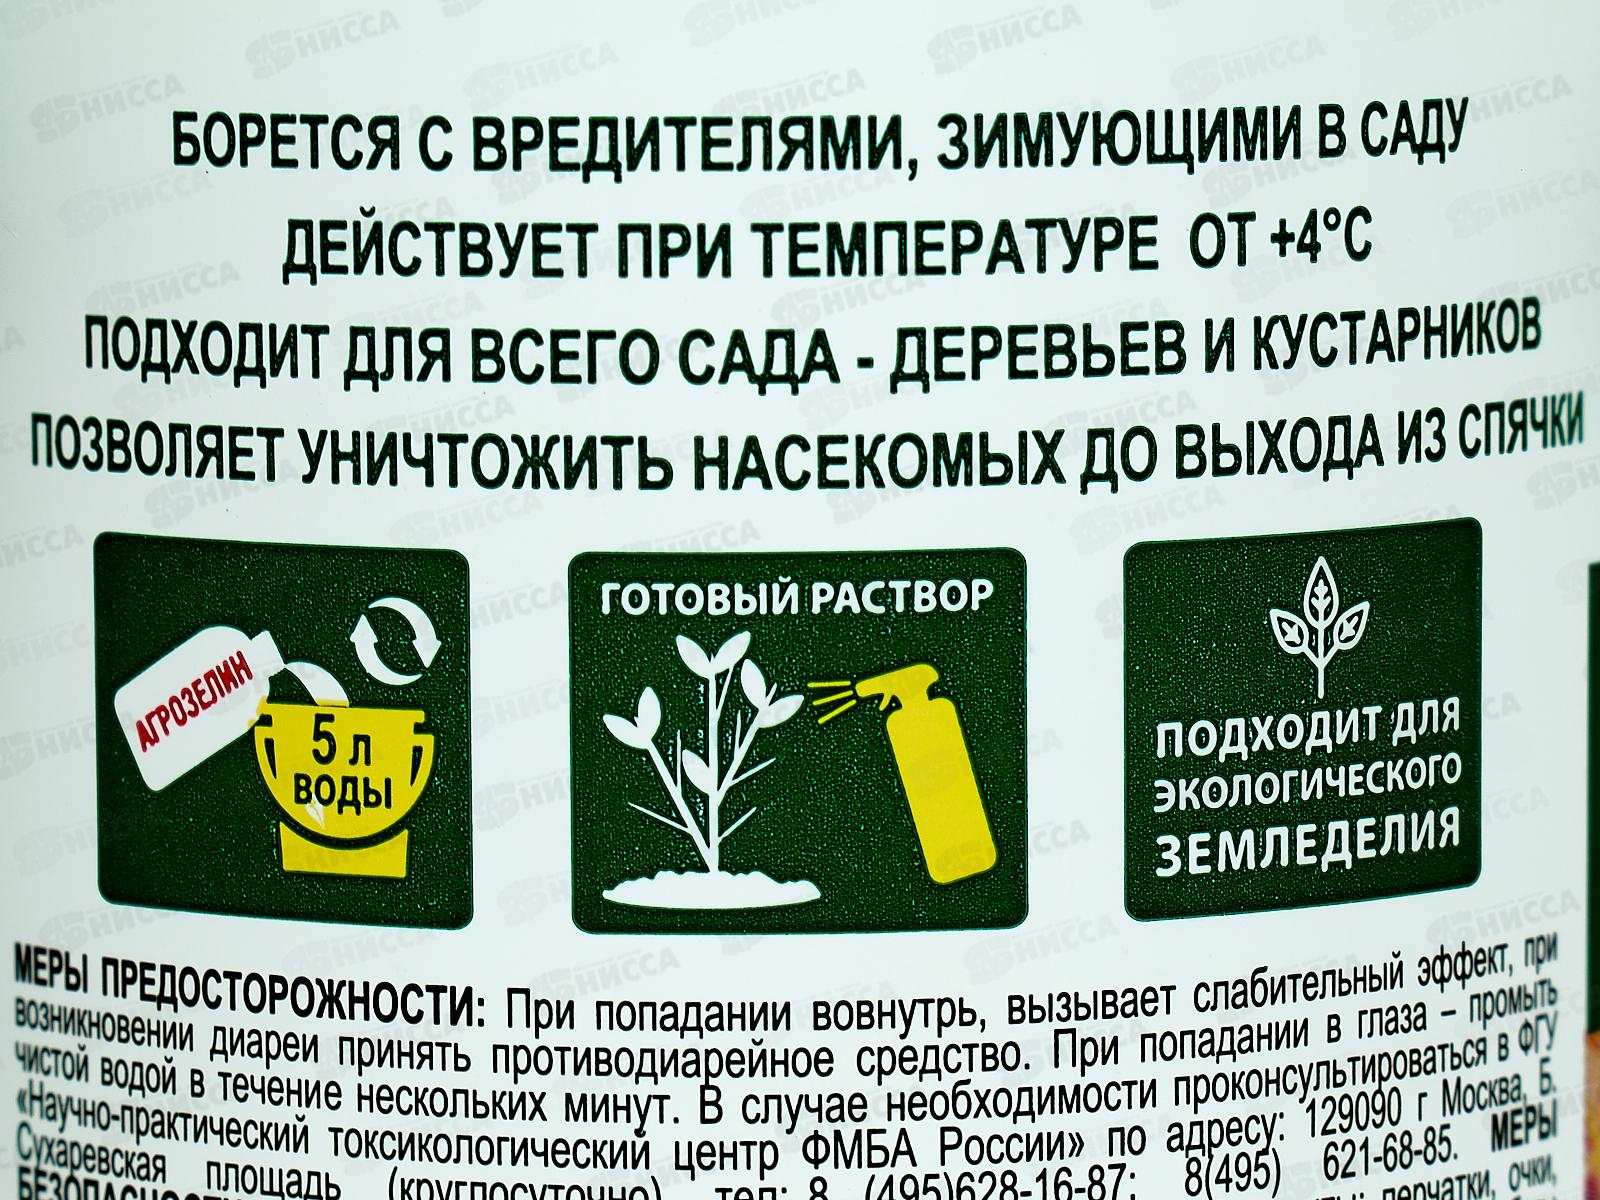 БОРЕТСЯ С ВРЕДИТЕЛЯМИ, ЗИМУЮЩИМИ В САДУ
ДЕЙСТВУЕТ ПРИ ТЕМПЕРАТУРЕ ОТ +4°С
ПОДХОДИТ ДЛЯ ВСЕГО САДА - ДЕРЕВЬЕВ И КУСТАРНИКОВ
ПОЗВОЛЯЕТ УНИЧТОЖИТЬ НАСЕКОМЫХ ДО ВЫХОДА ИЗ СПЯЧКИ
АГРОЗЕЛИН
5 л
ВОДЫ
ГОТОВЫЙ РАСТВОР
ПОДХОДИТ ДЛЯ
ЭКОЛОГИЧЕСКОГО
ЗЕМЛЕДЕЛИЯ
МЕРЫ ПРЕДОСТОРОЖНОСТИ: При попадании вовнутрь, вызывает слабительный эффект, при
возникновении диареи принять противодиарейное средство. При попадании в глаза – промыть
чистой водой в течение нескольких минут. В случае необходимости проконсультироваться в ФГУ
«Научно-практический токсикологический центр ФМБА России» по адресу: 129090 г Москва, Б.
Сухаревская площадь (круглосуточно) тел: 8 (495)628-16-87; 8(495) 621-68-85. МЕРЫ
БЕЗОПАСНОСТИ перчатки, очки,
НИССА